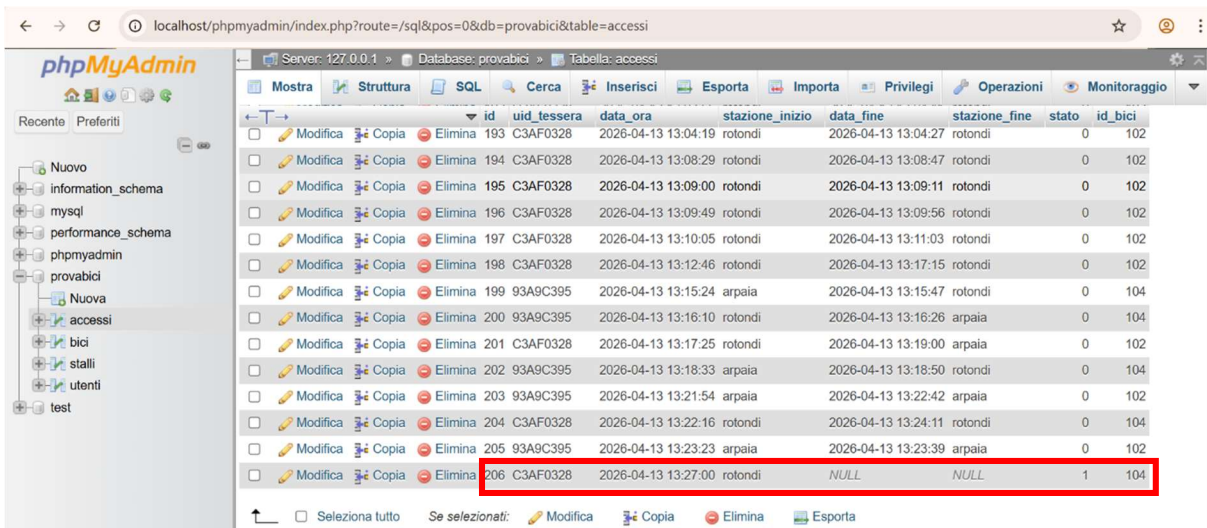 localhost/phpmyadmin/index.php?route=/sql&pos=0&db=provabici&table=accessi
phpMyAdmin
Recente Preferiti
Nuovo
information_schema
mysql
performance_schema
phpmyadmin
provabici
Nuova
accessi
bici
stalli
utenti
test
Server: 127.0.0.1 » Database: provabici » Tabella: accessi
Mostra Struttura SQL Cerca Inserisci Esporta Importa Privilegi Operazioni Monitoraggio
id uid_tessera data_ora stazione_inizio data_fine stazione_fine stato id_bici
Modifica Copia Elimina 193 C3AF0328 2026-04-13 13:04:19 rotondi 2026-04-13 13:04:27 rotondi 0 102
Modifica Copia Elimina 194 C3AF0328 2026-04-13 13:08:29 rotondi 2026-04-13 13:08:47 rotondi 0 102
Modifica Copia Elimina 195 C3AF0328 2026-04-13 13:09:00 rotondi 2026-04-13 13:09:11 rotondi 0 102
Modifica Copia Elimina 196 C3AF0328 2026-04-13 13:09:49 rotondi 2026-04-13 13:09:56 rotondi 0 102
Modifica Copia Elimina 197 C3AF0328 2026-04-13 13:10:05 rotondi 2026-04-13 13:11:03 rotondi 0 102
Modifica Copia Elimina 198 C3AF0328 2026-04-13 13:12:46 rotondi 2026-04-13 13:17:15 rotondi 0 102
Modifica Copia Elimina 199 93A9C395 2026-04-13 13:15:24 arpaia 2026-04-13 13:15:47 rotondi 0 104
Modifica Copia Elimina 200 93A9C395 2026-04-13 13:16:10 rotondi 2026-04-13 13:16:26 arpaia 0 104
Modifica Copia Elimina 201 C3AF0328 2026-04-13 13:17:25 rotondi 2026-04-13 13:19:00 arpaia 0 102
Modifica Copia Elimina 202 93A9C395 2026-04-13 13:18:33 arpaia 2026-04-13 13:18:50 rotondi 0 104
Modifica Copia Elimina 203 93A9C395 2026-04-13 13:21:54 arpaia 2026-04-13 13:22:42 arpaia 0 102
Modifica Copia Elimina 204 C3AF0328 2026-04-13 13:22:16 rotondi 2026-04-13 13:24:11 rotondi 0 104
Modifica Copia Elimina 205 93A9C395 2026-04-13 13:23:23 arpaia 2026-04-13 13:23:39 arpaia 0 102
Modifica Copia Elimina 206 C3AF0328 2026-04-13 13:27:00 rotondi NULL NULL 1 104
Seleziona tutto Se selezionati: Modifica Copia Elimina Esporta